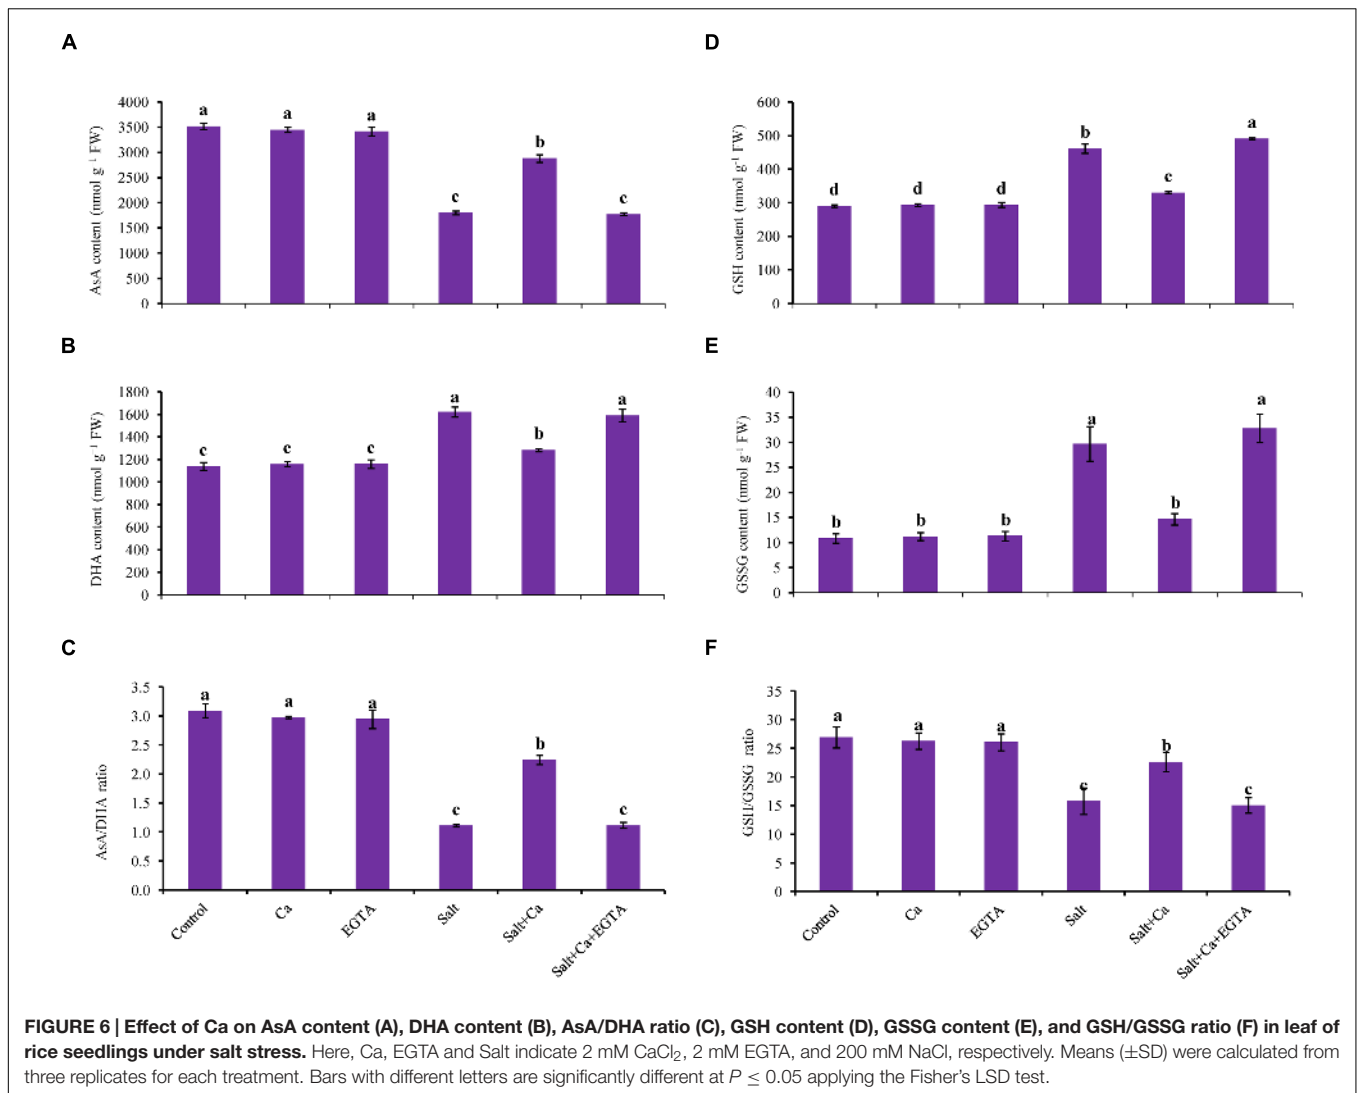 A
AsA content (nmol g⁻¹ FW)
4000
3500
3000
2500
2000
1500
1000
500
0
a
a
a
c
b
c
D
GSH content (nmol g⁻¹ FW)
600
500
400
300
200
100
0
d
d
d
b
c
a
B
DHA content (nmol g⁻¹ FW)
1800
1600
1400
1200
1000
800
600
400
200
0
c
c
c
a
b
a
E
GSSG content (nmol g⁻¹ FW)
40
35
30
25
20
15
10
5
0
b
b
b
a
b
a
C
AsA/DHA ratio
3.5
3.0
2.5
2.0
1.5
1.0
0.5
0.0
a
a
a
c
b
c
Control
Ca
EGTA
Salt
Salt+Ca
Salt+Ca+EGTA
F
GSH/GSSG ratio
35
30
25
20
15
10
5
0
a
a
a
c
b
c
Control
Ca
EGTA
Salt
Salt+Ca
Salt+Ca+EGTA
FIGURE 6 | Effect of Ca on AsA content (A), DHA content (B), AsA/DHA ratio (C), GSH content (D), GSSG content (E), and GSH/GSSG ratio (F) in leaf of
rice seedlings under salt stress. Here, Ca, EGTA and Salt indicate 2 mM CaCl₂, 2 mM EGTA, and 200 mM NaCl, respectively. Means (±SD) were calculated from
three replicates for each treatment. Bars with different letters are significantly different at P ≤ 0.05 applying the Fisher's LSD test.